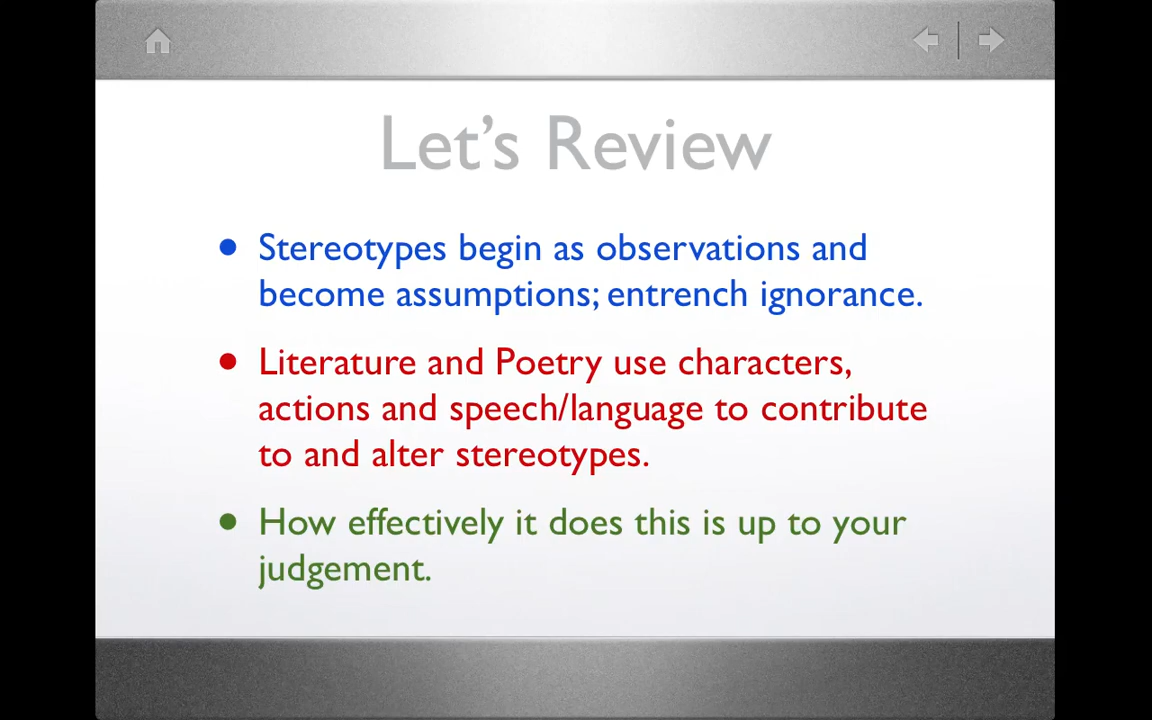 Let's Review
• Stereotypes begin as observations and
become assumptions; entrench ignorance.
• Literature and Poetry use characters,
actions and speech/language to contribute
to and alter stereotypes.
• How effectively it does this is up to your
judgement.